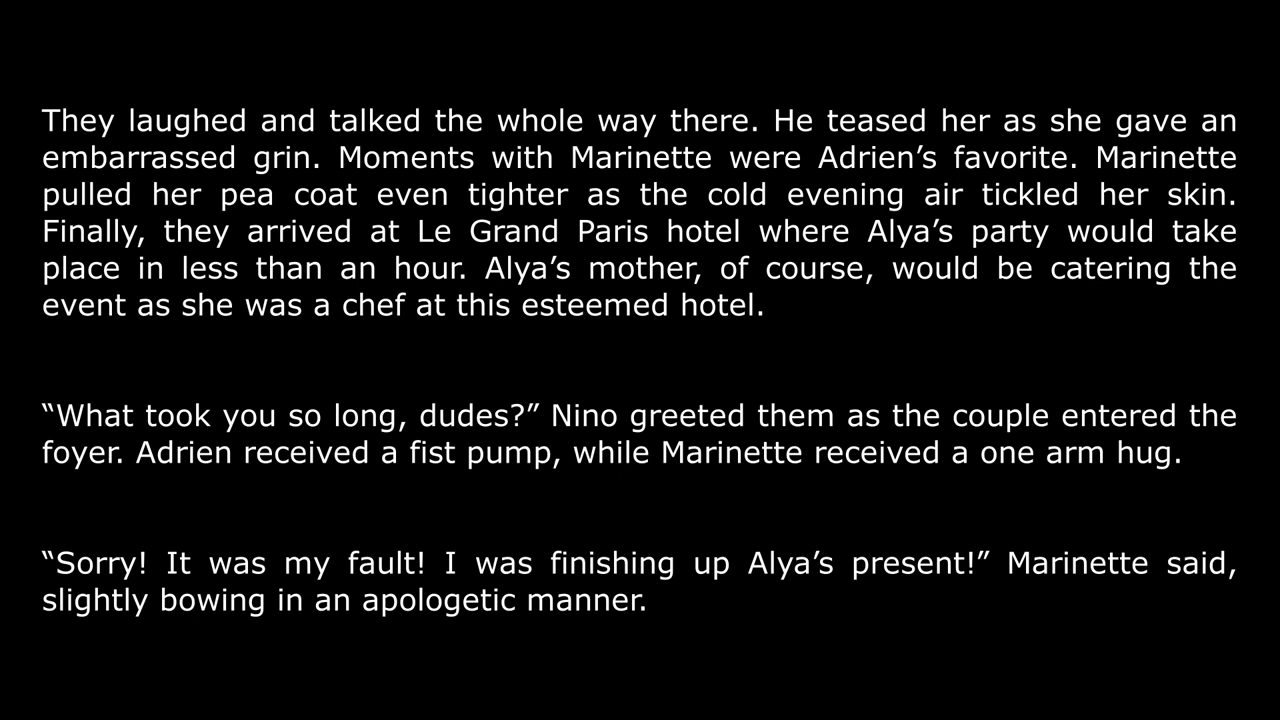 They laughed and talked the whole way there. He teased her as she gave an
embarrassed grin. Moments with Marinette were Adrien’s favorite. Marinette
pulled her pea coat even tighter as the cold evening air tickled her skin.
Finally, they arrived at Le Grand Paris hotel where Alya’s party would take
place in less than an hour. Alya’s mother, of course, would be catering the
event as she was a chef at this esteemed hotel.
“What took you so long, dudes?” Nino greeted them as the couple entered the
foyer. Adrien received a fist pump, while Marinette received a one arm hug.
“Sorry! It was my fault! I was finishing up Alya’s present!” Marinette said,
slightly bowing in an apologetic manner.